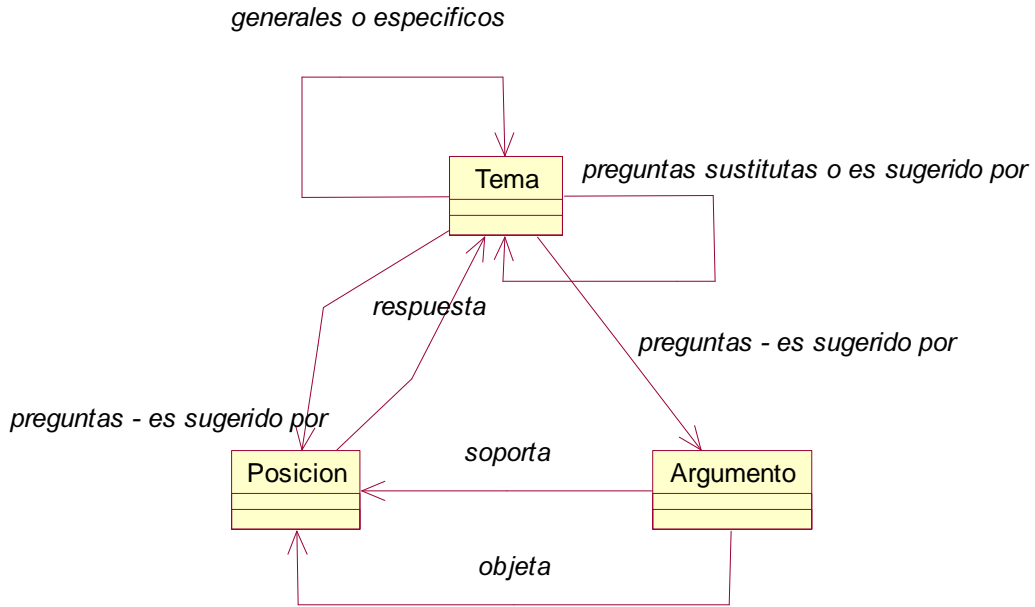 generales o especificos
Tema
preguntas sustitutas o es sugerido por
respuesta
preguntas - es sugerido por
preguntas - es sugerido por
Posicion
soporta
Argumento
objeta